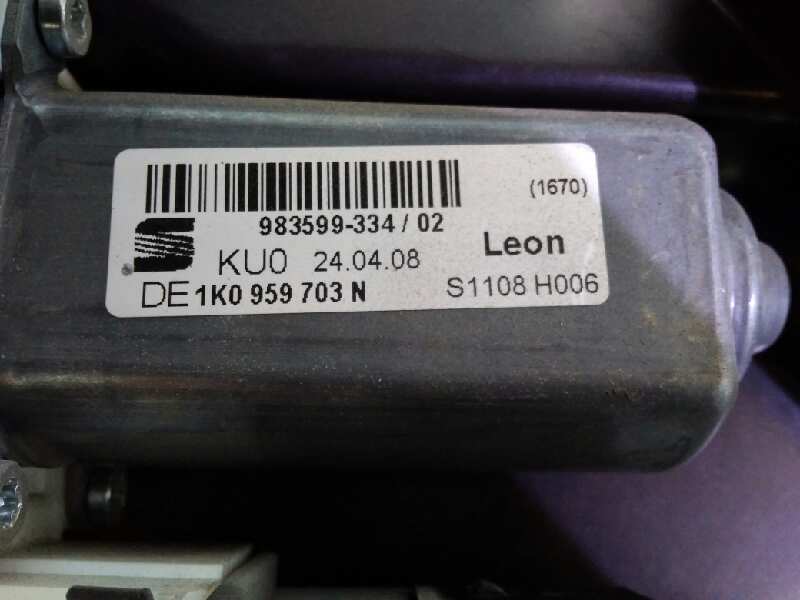 (1670)
983599-334 / 02
Leon
KU0 24.04.08
DE 1K0 959 703 N
S1108 H006